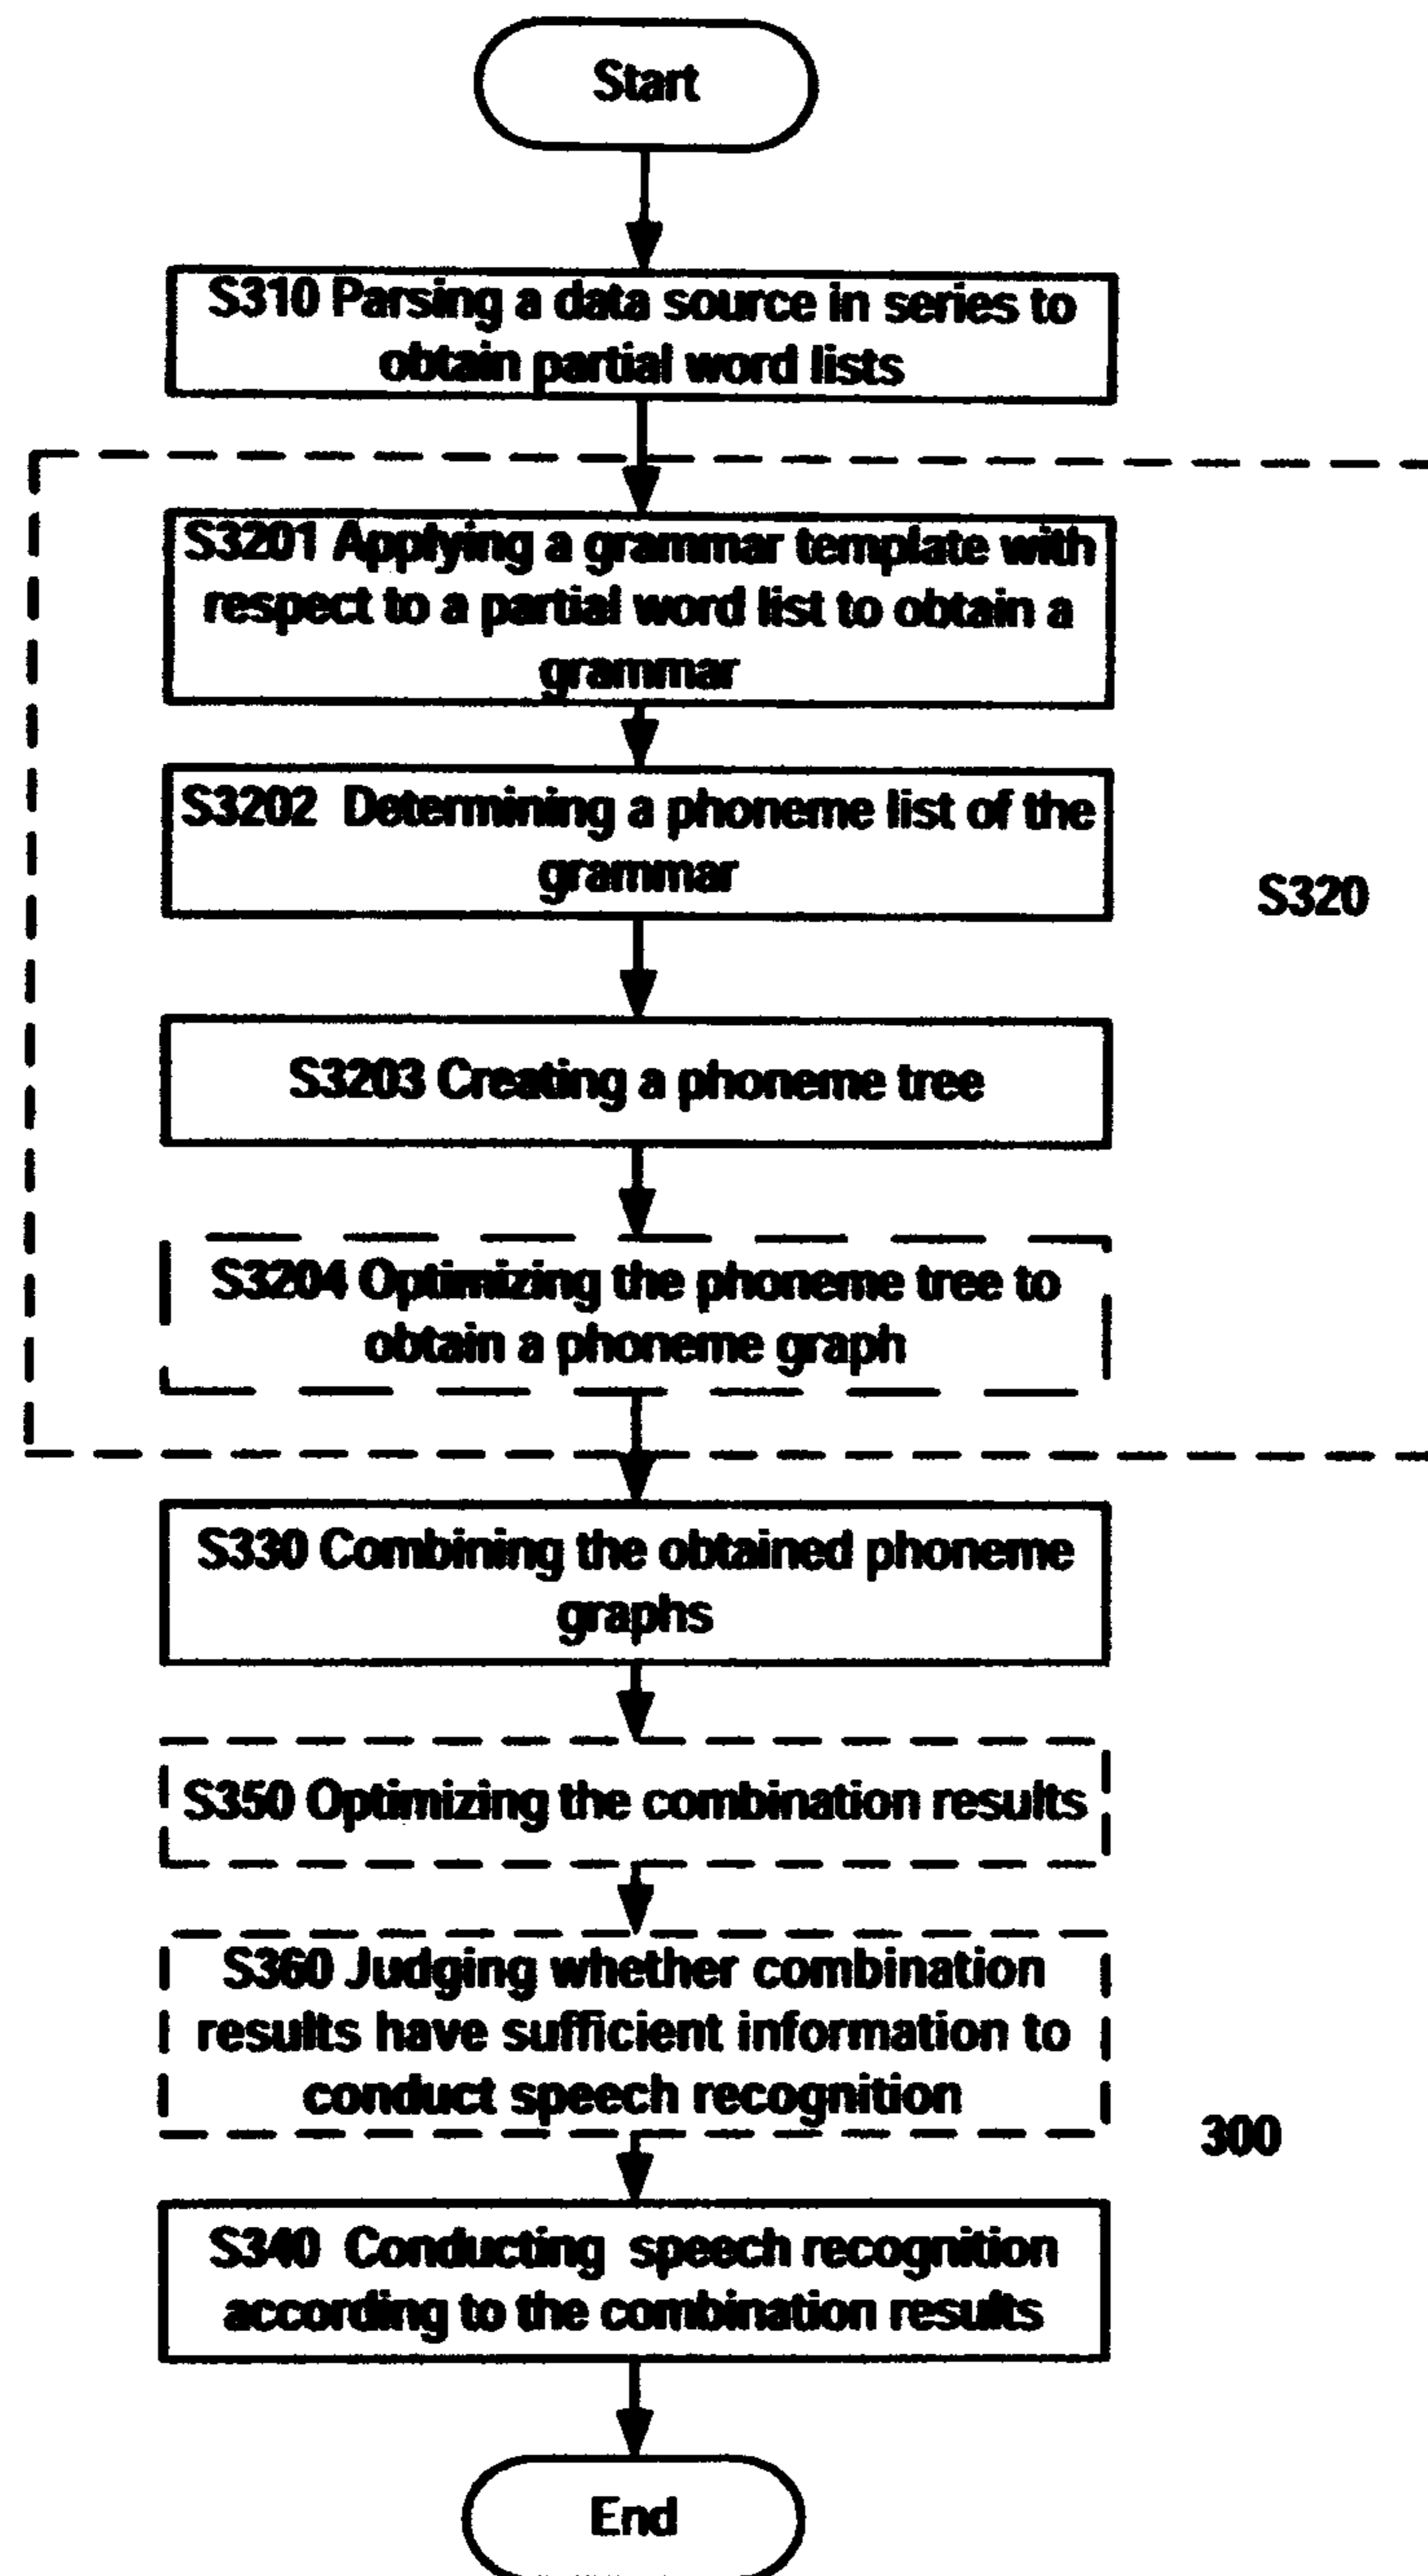 Start
S310 Parsing a data source in series to
obtain partial word lists
S3201 Applying a grammar template with
respect to a partial word list to obtain a
grammar
S3202 Determining a phoneme list of the
grammar
S320
S3203 Creating a phoneme tree
S3204 Optimizing the phoneme tree to
obtain a phoneme graph
S330 Combining the obtained phoneme
graphs
S350 Optimizing the combination results
S360 Judging whether combination
results have sufficient information to
conduct speech recognition
300
S340 Conducting speech recognition
according to the combination results
End